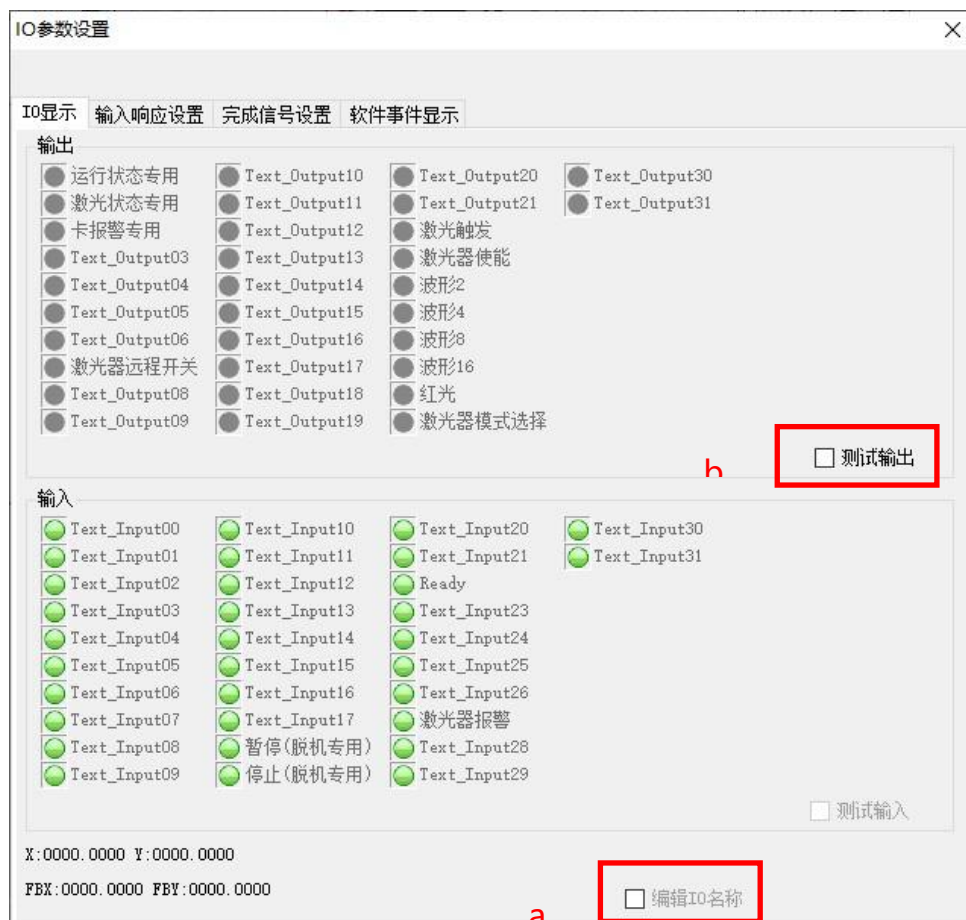 IO参数设置
IO显示 输入响应设置 完成信号设置 软件事件显示
输出
运行状态专用 Text_Output10 Text_Output20 Text_Output30
激光状态专用 Text_Output11 Text_Output21 Text_Output31
卡报警专用 Text_Output12 激光触发
Text_Output03 Text_Output13 激光器使能
Text_Output04 Text_Output14 波形2
Text_Output05 Text_Output15 波形4
Text_Output06 Text_Output16 波形8
激光器远程开关 Text_Output17 波形16
Text_Output08 Text_Output18 红光
Text_Output09 Text_Output19 激光器模式选择
b 测试输出
输入
Text_Input00 Text_Input10 Text_Input20 Text_Input30
Text_Input01 Text_Input11 Text_Input21 Text_Input31
Text_Input02 Text_Input12 Ready
Text_Input03 Text_Input13 Text_Input23
Text_Input04 Text_Input14 Text_Input24
Text_Input05 Text_Input15 Text_Input25
Text_Input06 Text_Input16 Text_Input26
Text_Input07 Text_Input17 激光器报警
Text_Input08 暂停(脱机专用) Text_Input28
Text_Input09 停止(脱机专用) Text_Input29
测试输入
X:0000.0000 Y:0000.0000
FBX:0000.0000 FBY:0000.0000
a 编辑IO名称